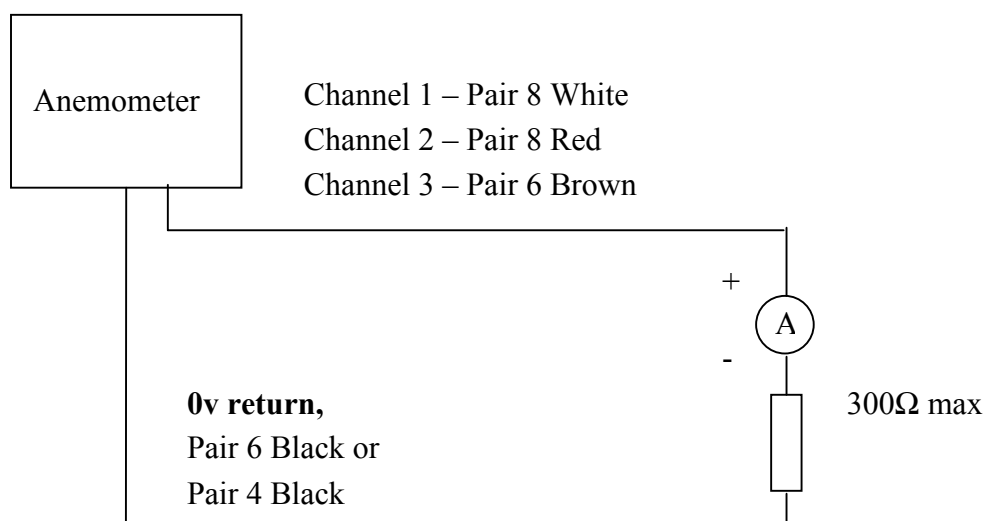 Anemometer
Channel 1 – Pair 8 White
Channel 2 – Pair 8 Red
Channel 3 – Pair 6 Brown
+
A
-
300Ω max
0v return,
Pair 6 Black or
Pair 4 Black